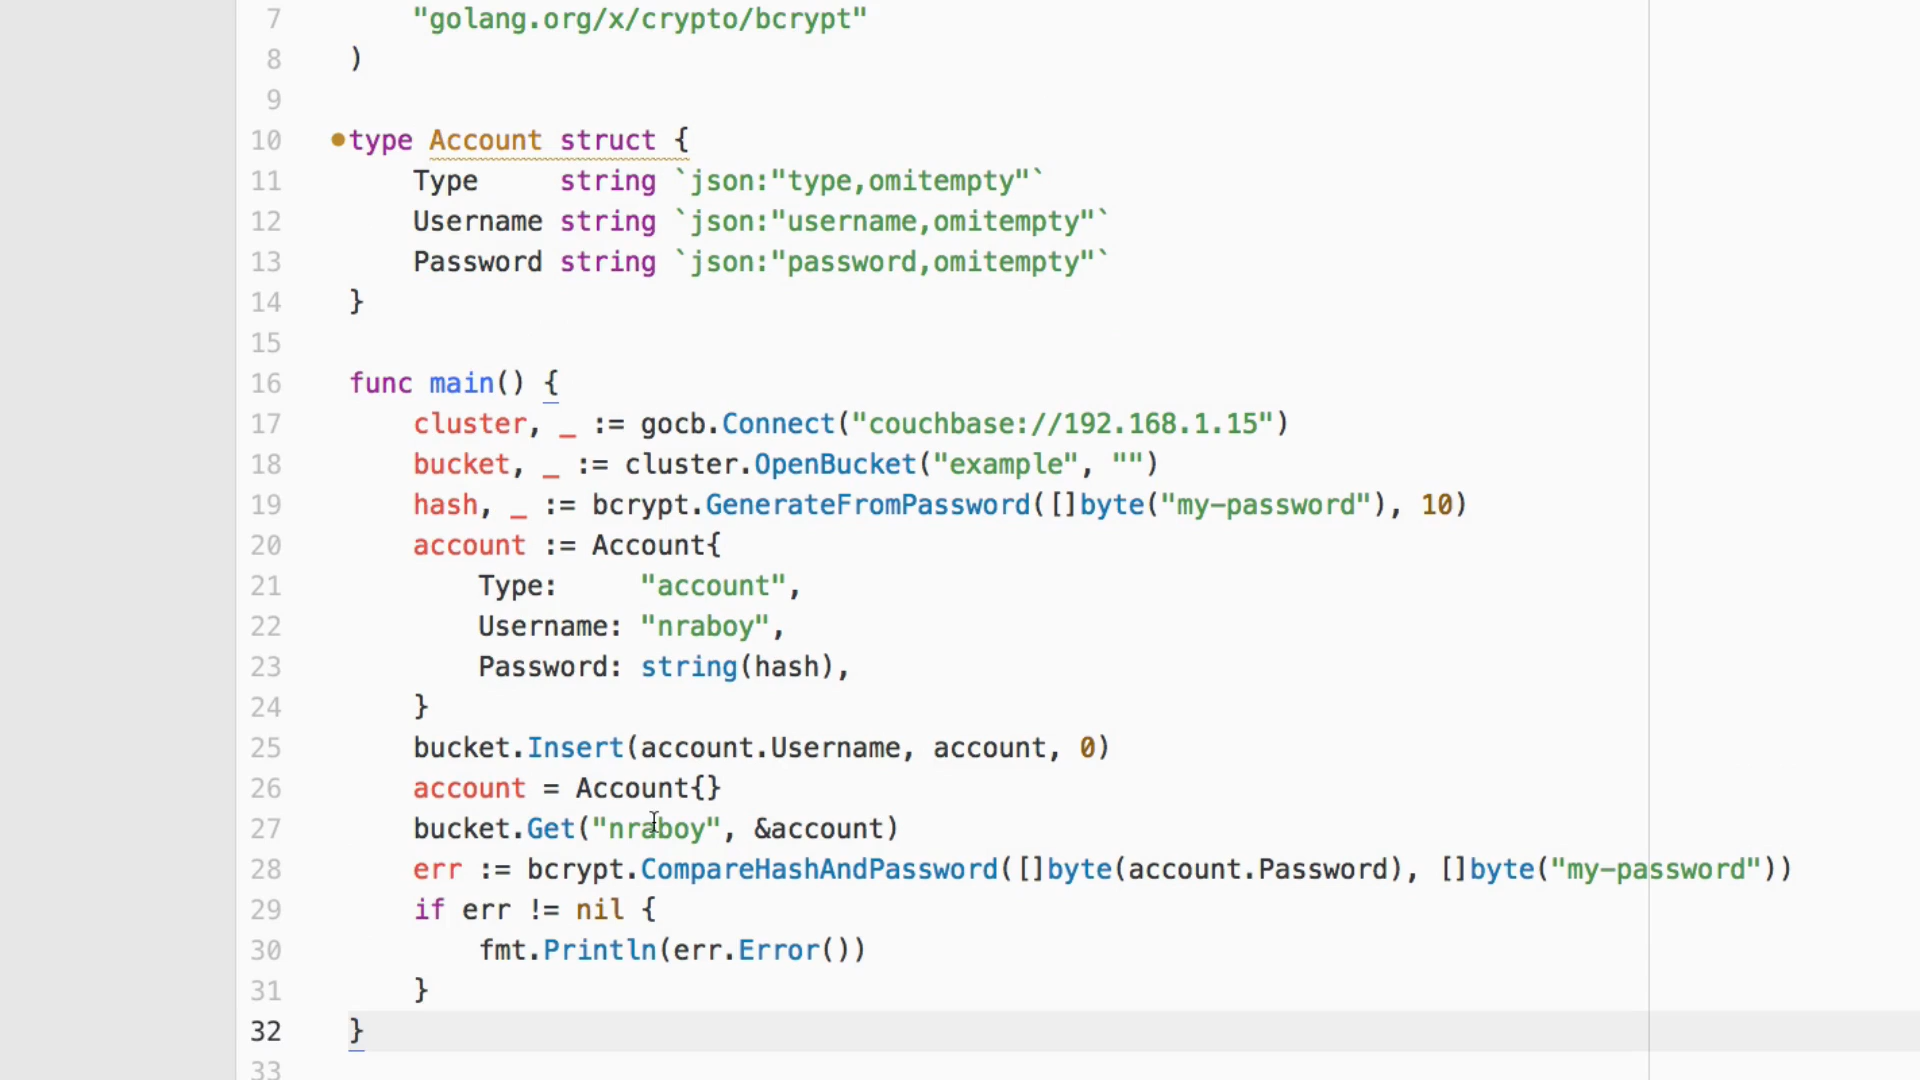 7 "golang.org/x/crypto/bcrypt"
8 )
9
10 type Account struct {
11 Type string `json:"type,omitempty"`
12 Username string `json:"username,omitempty"`
13 Password string `json:"password,omitempty"`
14 }
15
16 func main() {
17 cluster, _ := gocb.Connect("couchbase://192.168.1.15")
18 bucket, _ := cluster.OpenBucket("example", "")
19 hash, _ := bcrypt.GenerateFromPassword([]byte("my-password"), 10)
20 account := Account{
21 Type: "account",
22 Username: "nraboy",
23 Password: string(hash),
24 }
25 bucket.Insert(account.Username, account, 0)
26 account = Account{}
27 bucket.Get("nraboy", &account)
28 err := bcrypt.CompareHashAndPassword([]byte(account.Password), []byte("my-password"))
29 if err != nil {
30 fmt.Println(err.Error())
31 }
32 }
33